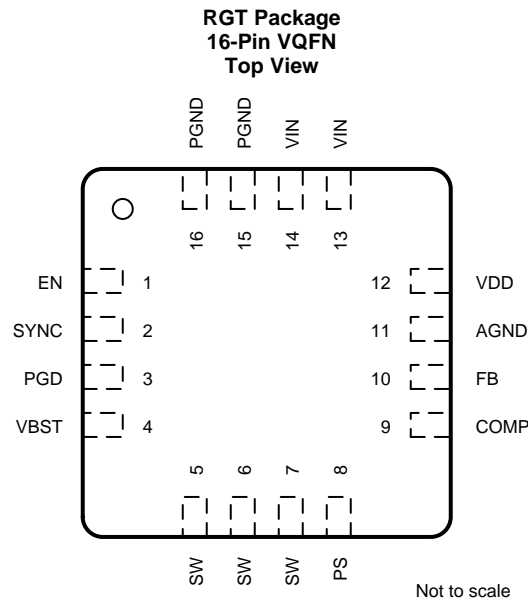 RGT Package
16-Pin VQFN
Top View
PGND
PGND
VIN
VIN
16
15
14
13
EN 1
12 VDD
SYNC 2
11 AGND
PGD 3
10 FB
VBST 4
9 COMP
5
6
7
8
SW
SW
SW
PS
Not to scale